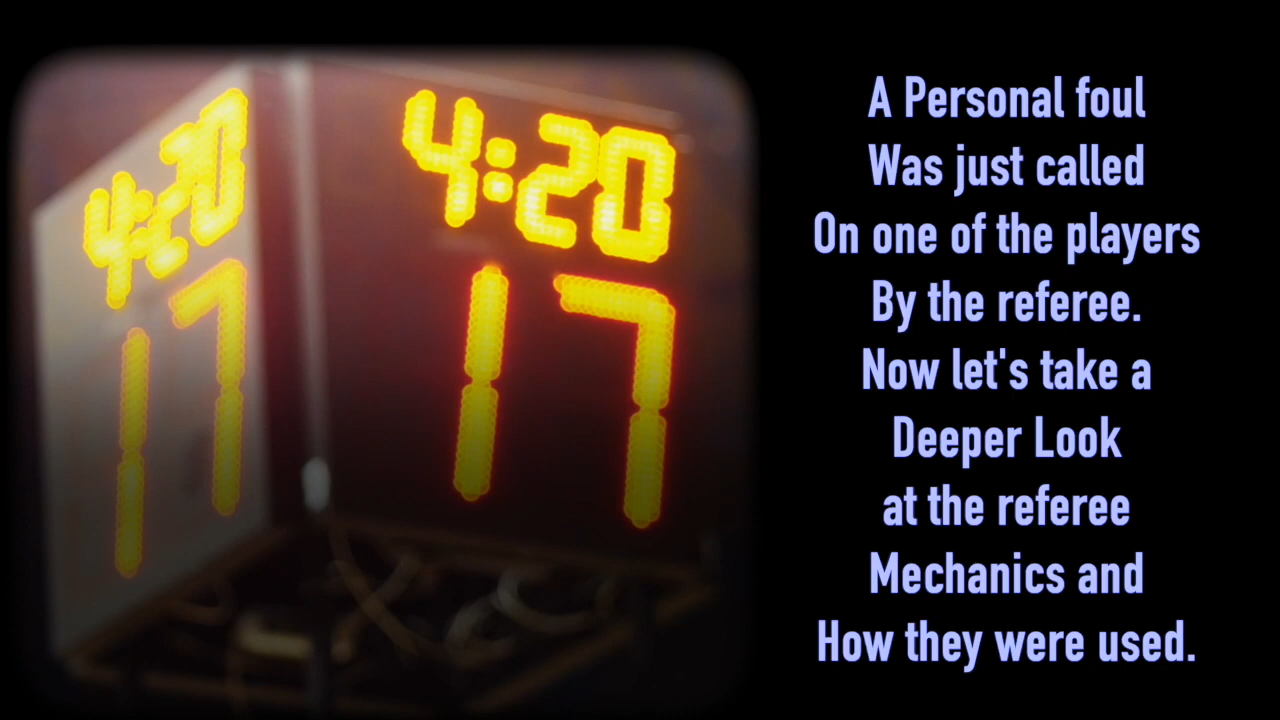 4:20
17
4:20
17
A Personal foul
Was just called
On one of the players
By the referee.
Now let's take a
Deeper Look
at the referee
Mechanics and
How they were used.